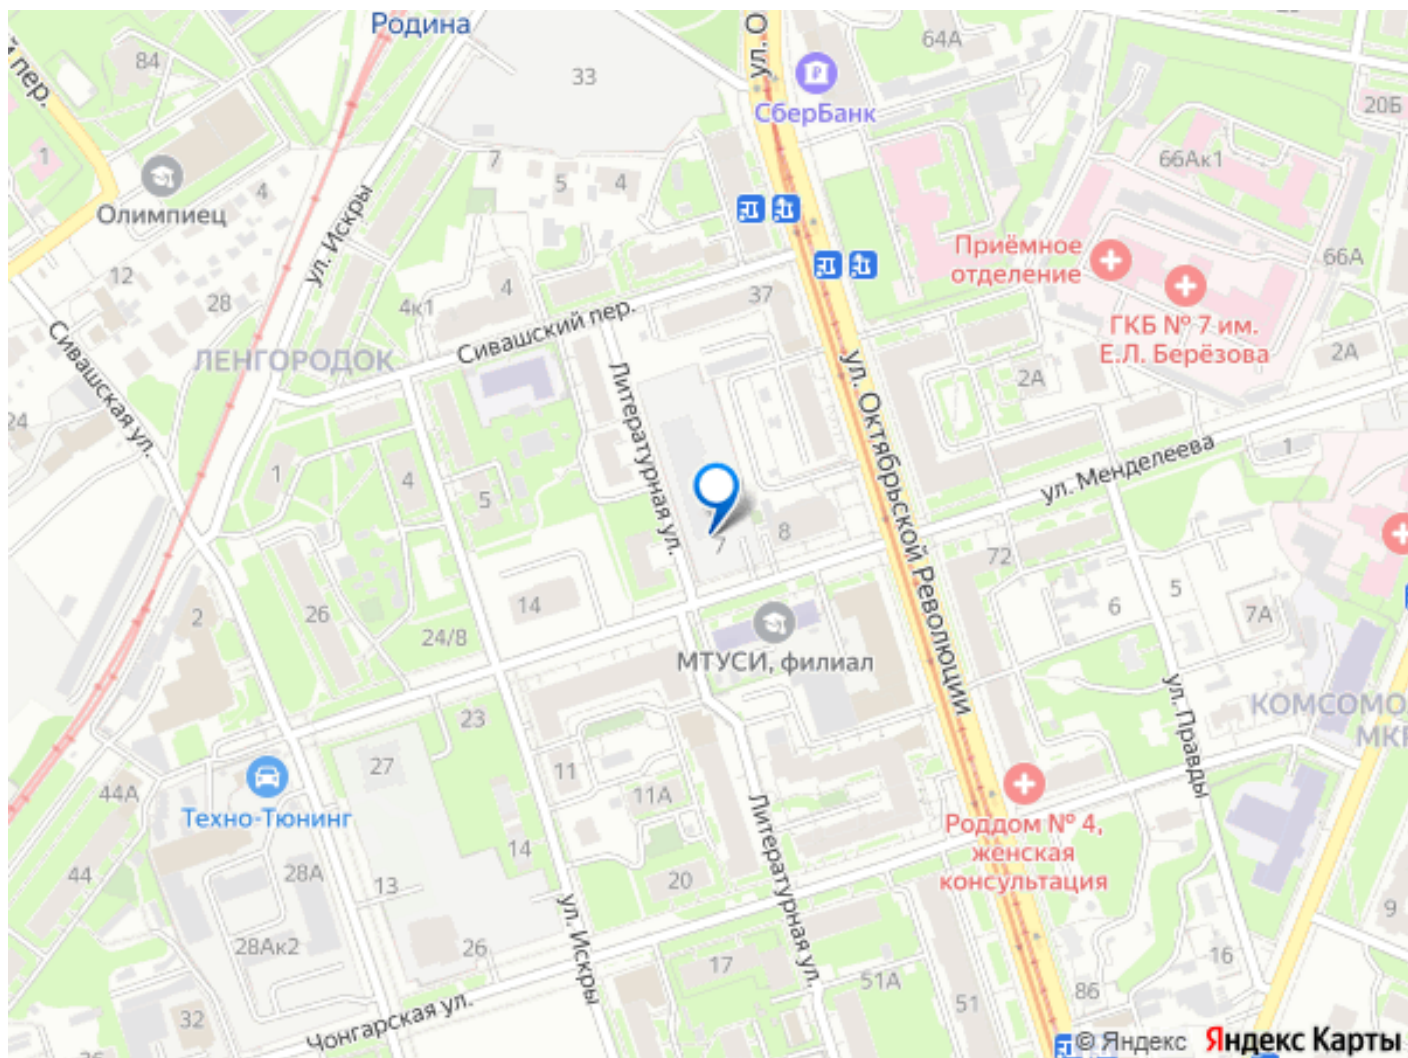 Родина
й пер.
84
33
ул. О
64А
СберБанк
20Б
1
66Ак1
Олимпиец
4
7
5
4
ул. Искры
Приёмное
отделение
66А
12
28
4к1
4
37
ГКБ № 7 им.
Е.Л. Берёзова
Сивашский пер.
ЛЕНГОРОДОК
2А
2А
Сивашская ул.
24
Литературная ул.
ул. Октябрьской Революции
ул. Менделеева
1
1
4
5
7
8
72
14
26
2
24/8
5
6
7А
МТУСИ, филиал
ул. Правды
КОМСОМО
МКР
23
27
11
11А
44А
Техно-Тюнинг
Литературная ул.
Роддом № 4,
женская
консультация
14
44
28А
13
20
ул. Искры
9
28Ак2
26
17
16
51А
51
86
32
Чонгарская ул.
© Яндекс Яндекс Карты